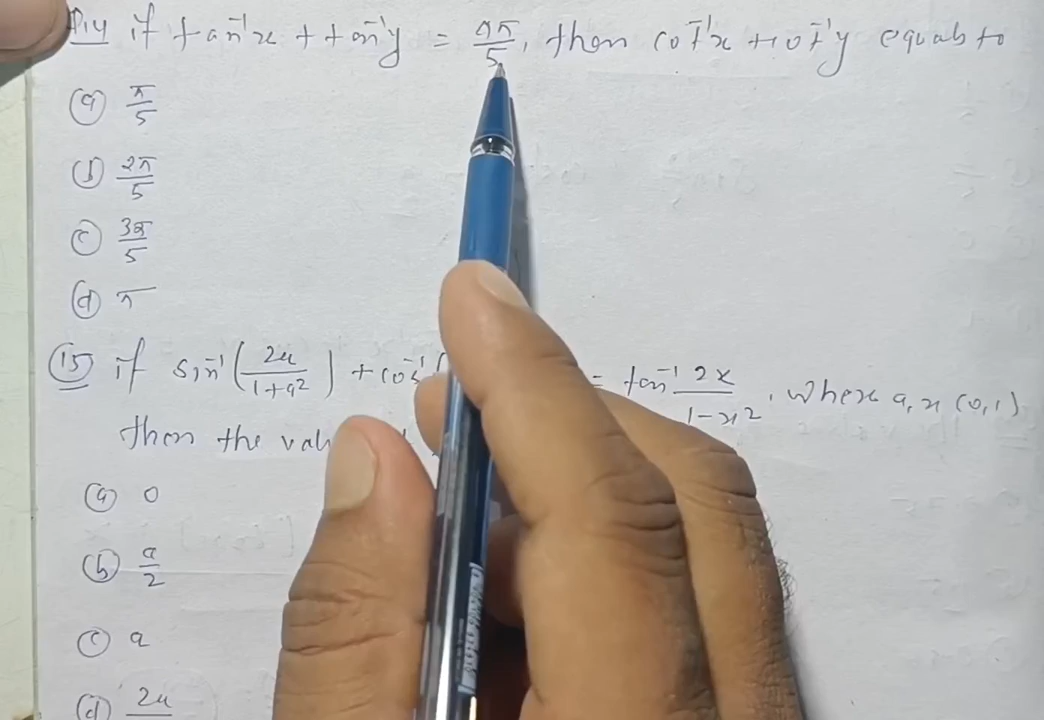 Q.14 if tan⁻¹x + tan⁻¹y = 4π/5, then cot⁻¹x + cot⁻¹y equals to
(a) π/5
(b) 2π/5
(c) 3π/5
(d) π
(15) if sin⁻¹(2a/1+a²) + cos⁻¹( = tan⁻¹ 2x/1-x², where a, x (0,1)
then the
(a) 0
(b) a/2
(c) a
(d) 2a